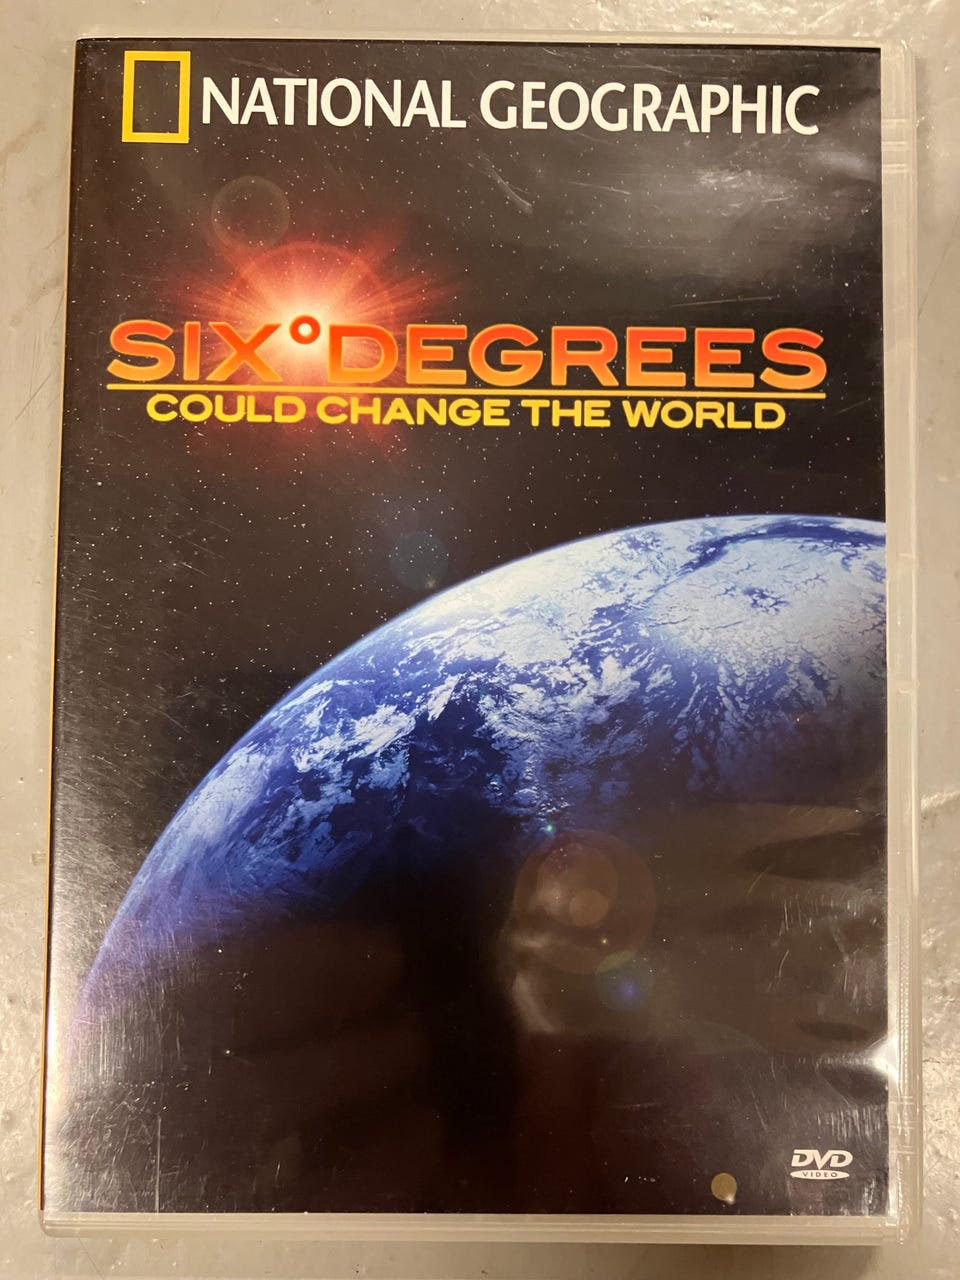 NATIONAL GEOGRAPHIC
SIX°DEGREES
COULD CHANGE THE WORLD
DVD
VIDEO